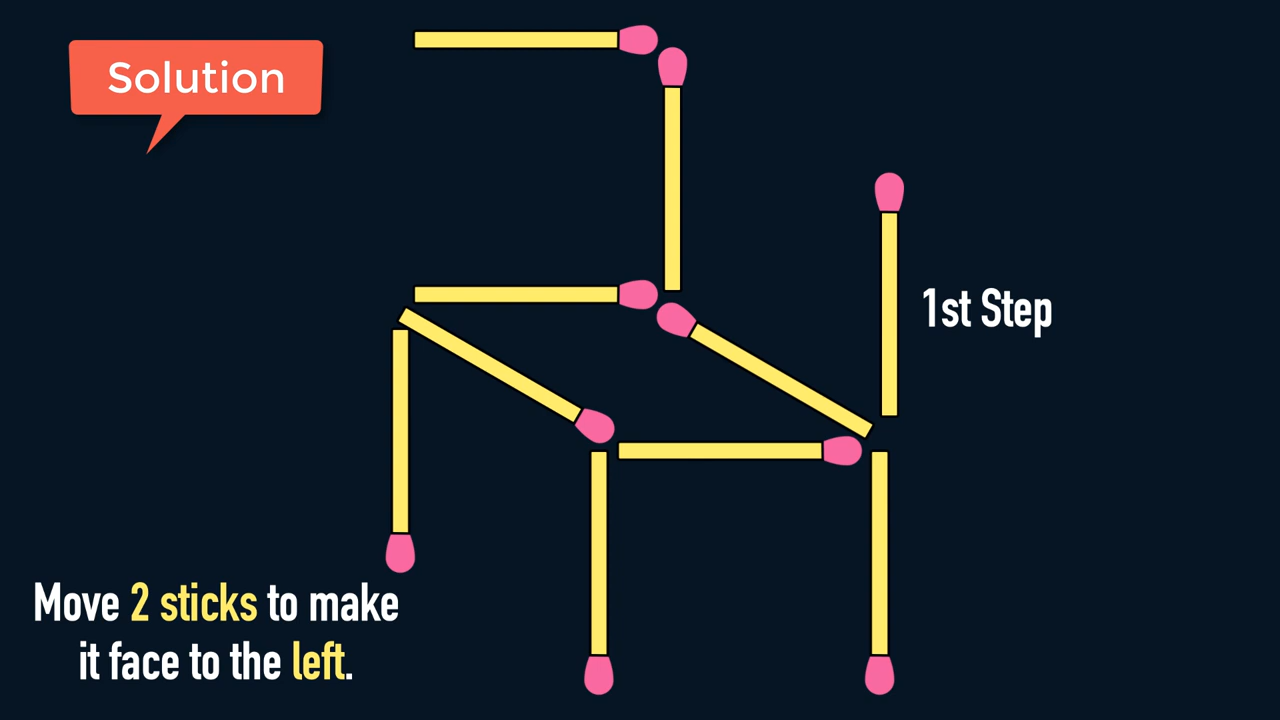 Solution
1st Step
Move 2 sticks to make
it face to the left.